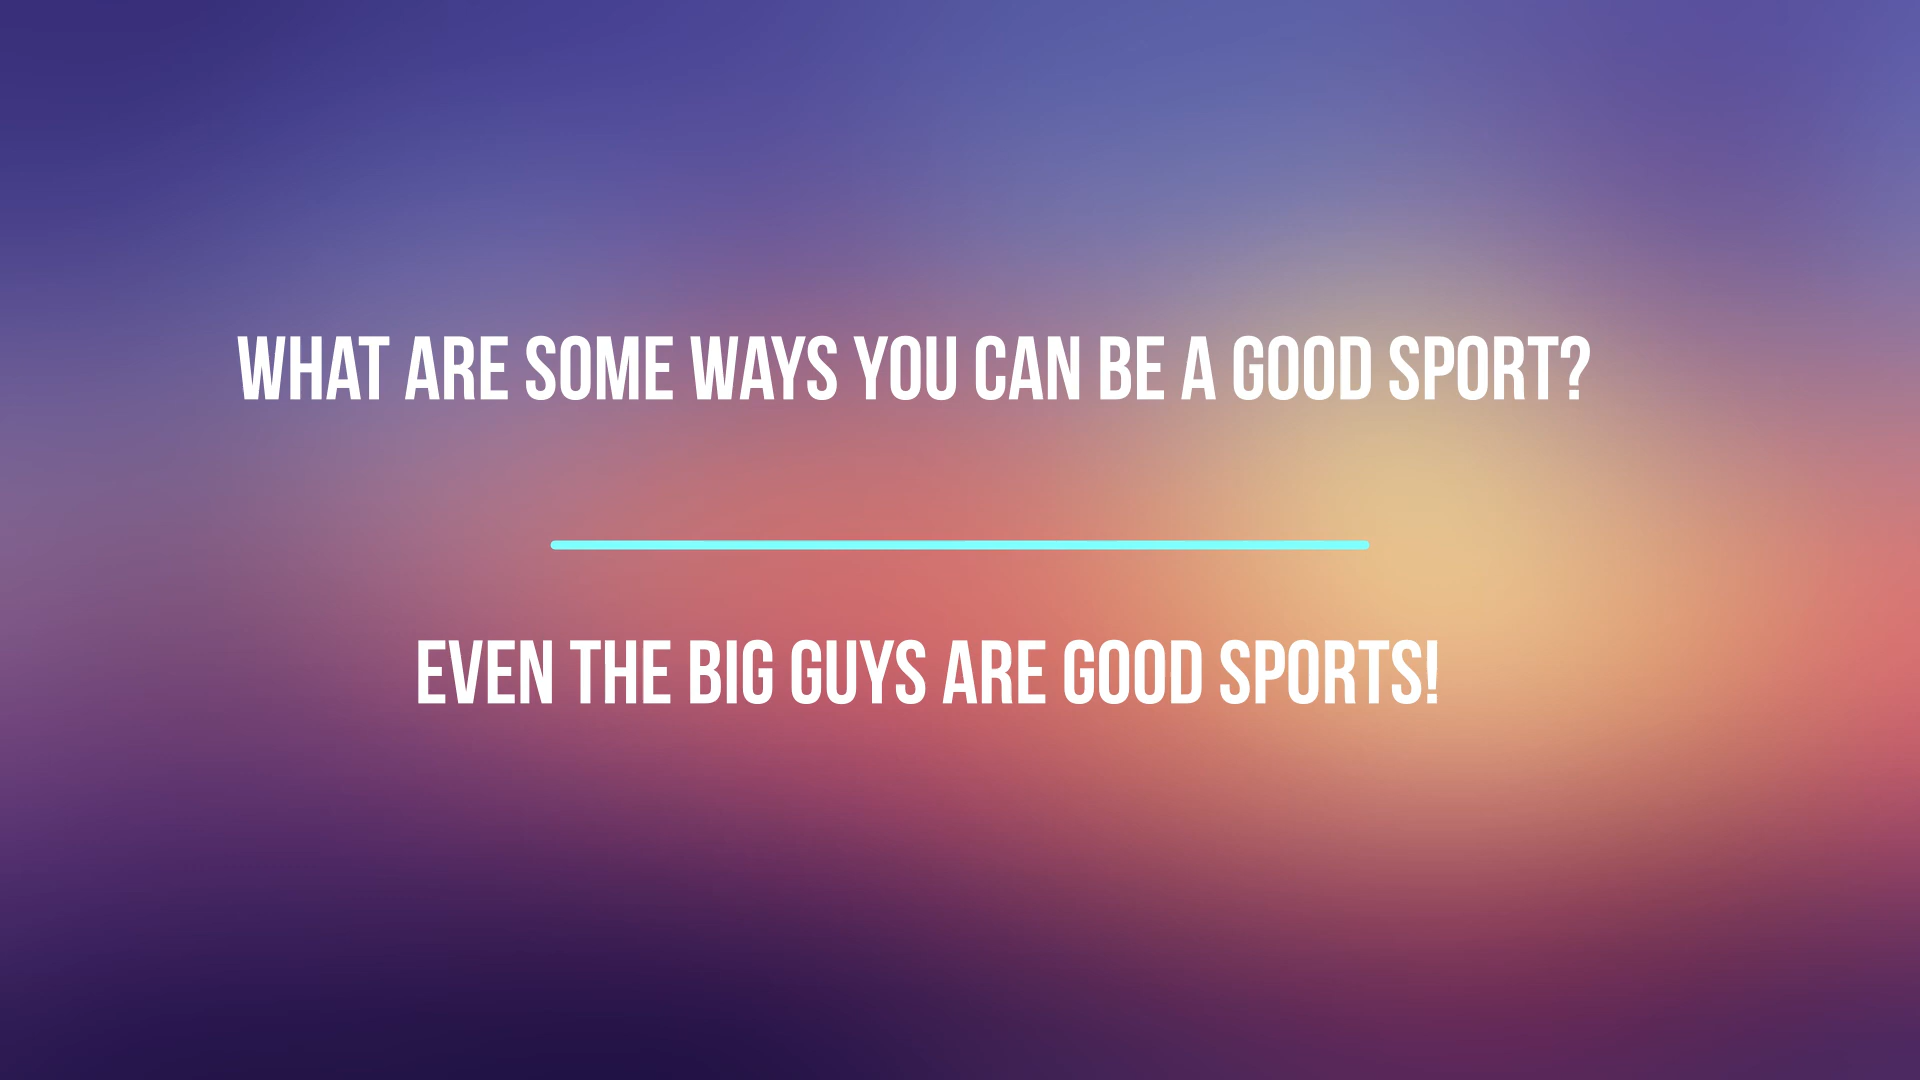 WHAT ARE SOME WAYS YOU CAN BE A GOOD SPORT?
EVEN THE BIG GUYS ARE GOOD SPORTS!